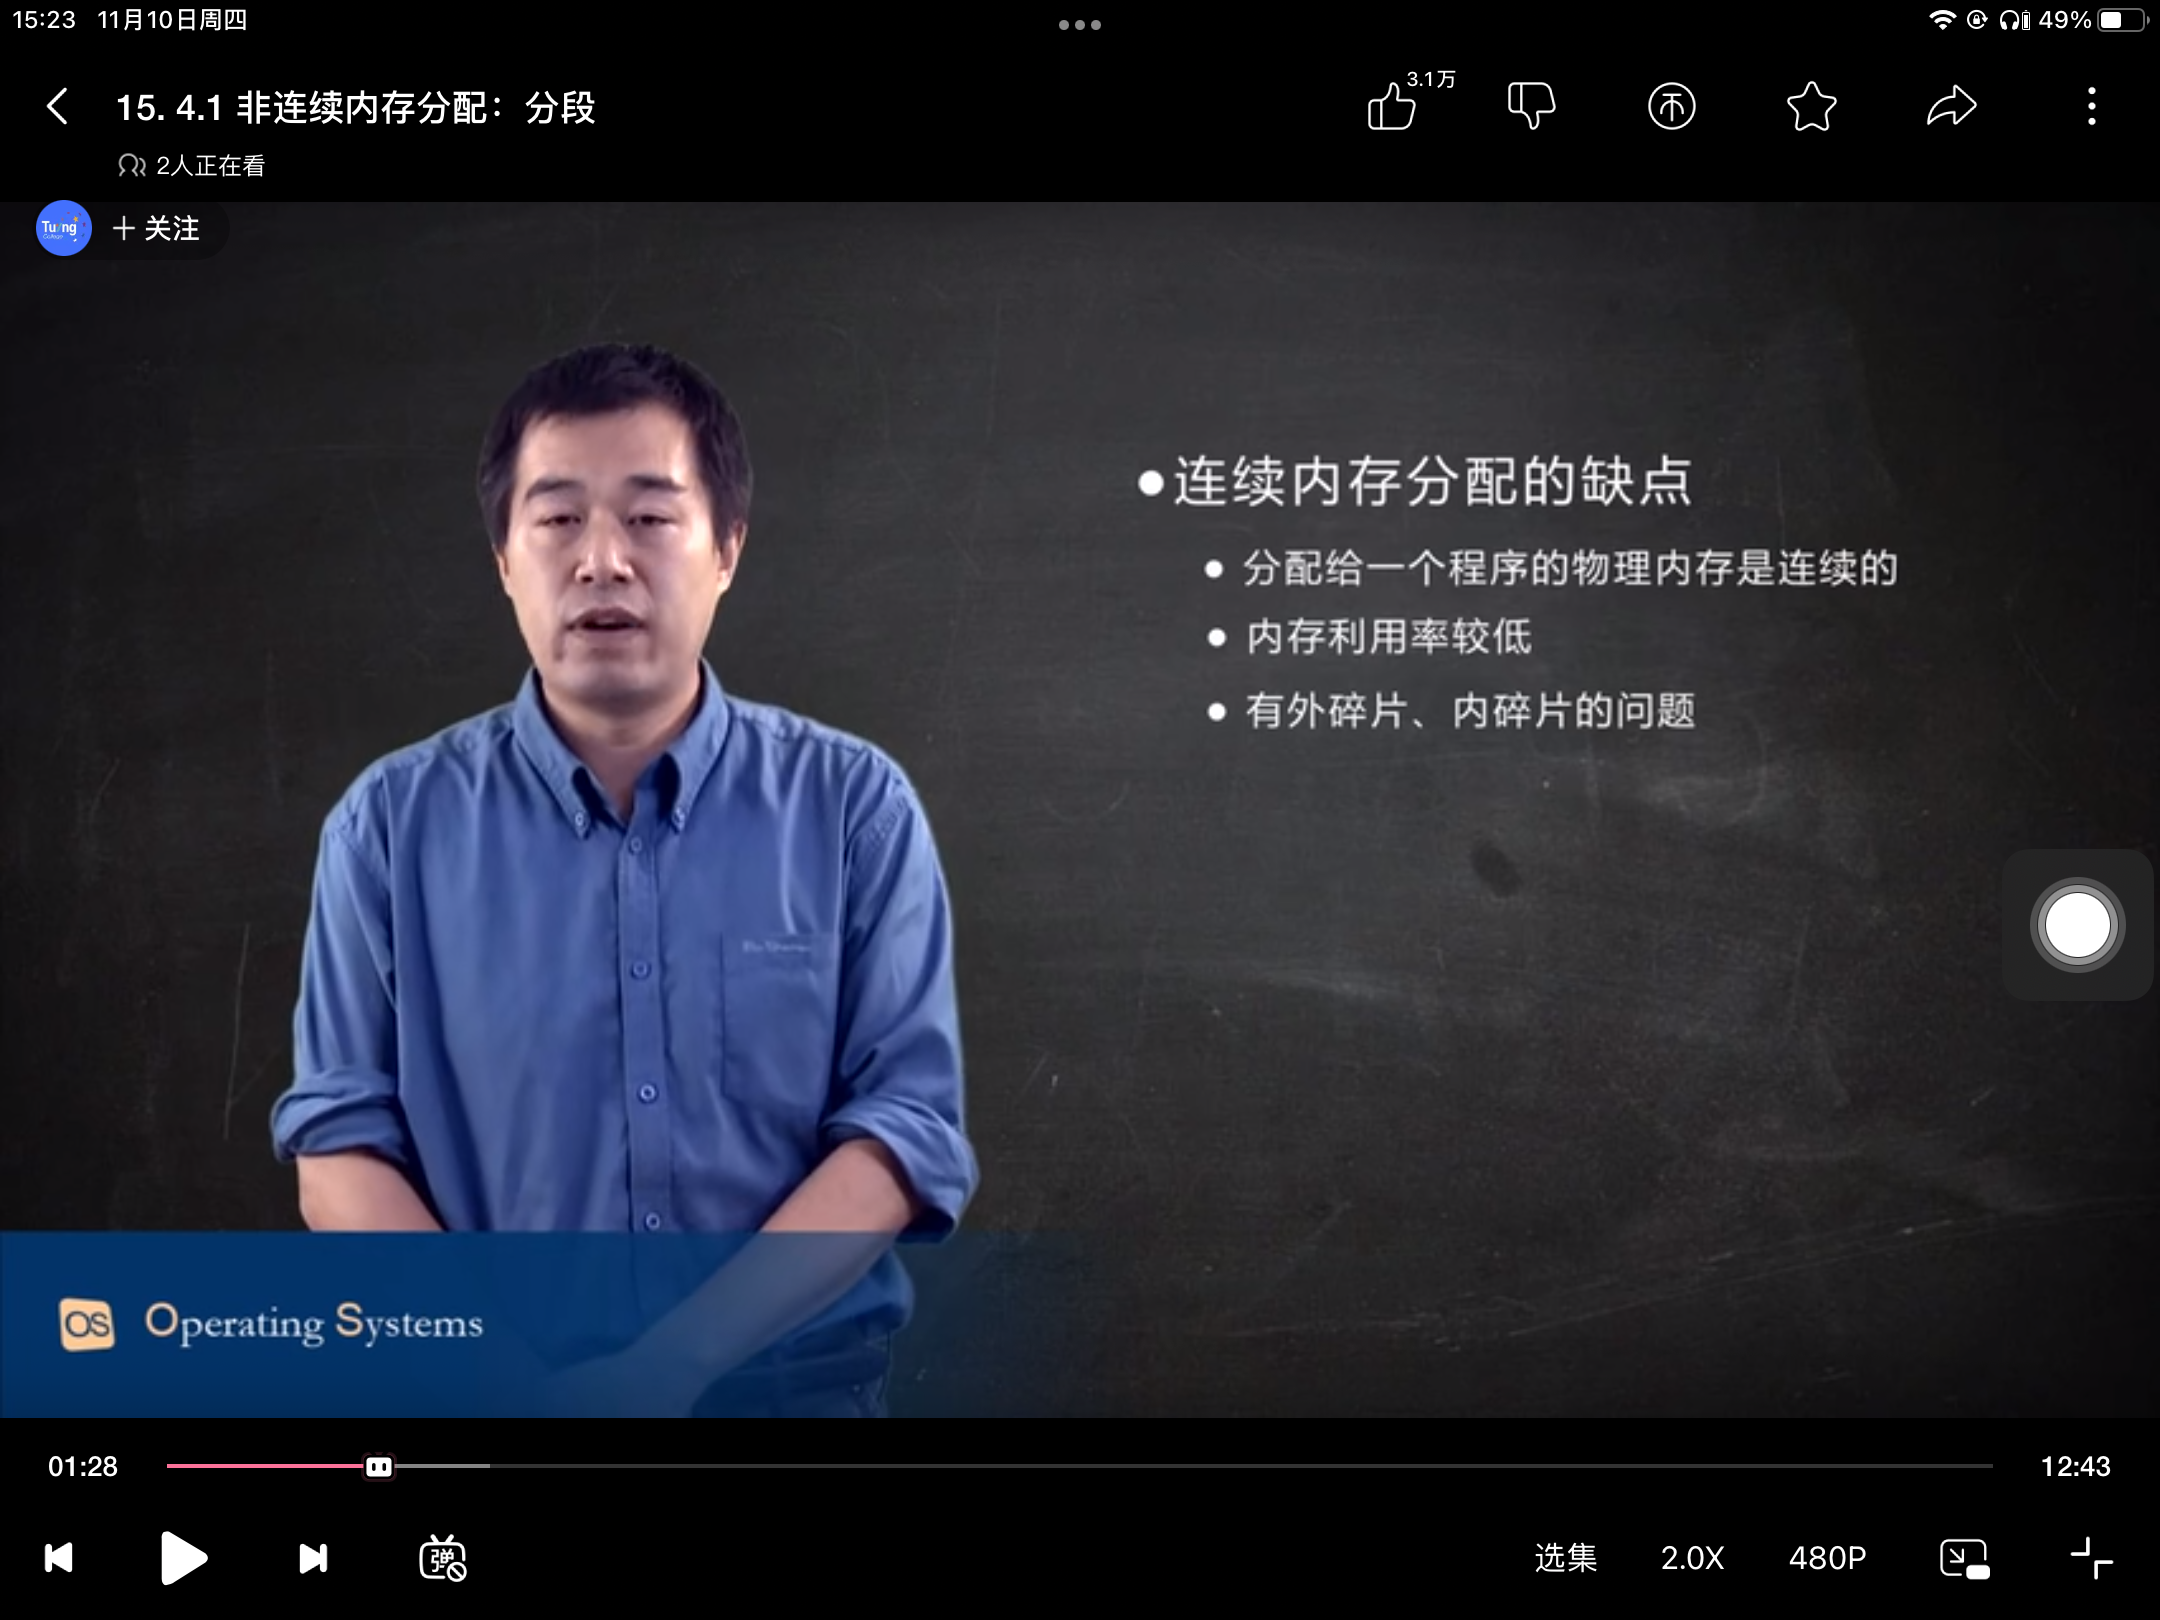 15:23 11月10日周四
49%
15. 4.1 非连续内存分配：分段
3.1万
2人正在看
Turing
+ 关注
连续内存分配的缺点
分配给一个程序的物理内存是连续的
内存利用率较低
有外碎片、内碎片的问题
OS Operating Systems
01:28
12:43
弹
选集 2.0X 480P